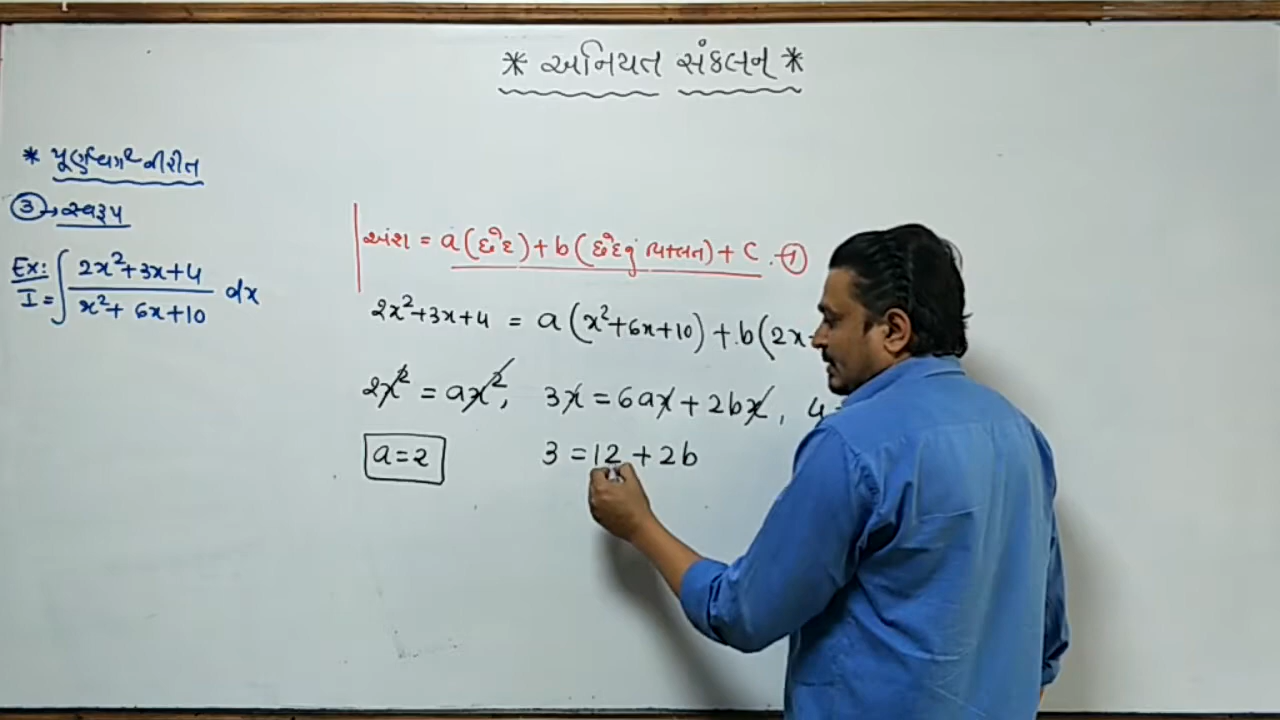 * અનિયત સંકલન *
* પૂર્ણવર્ગની રીત
③→ સ્વરૂપ
Ex: I = ∫ (2x²+3x+4)/(x²+6x+10) dx
અંશ = a(છેદ)+b(છેદનું વિકલન)+ C ...①
2x²+3x+4 = a(x²+6x+10)+b(2x
2x² = ax², 3x = 6ax + 2bx, 4
a=2 3 = 12 + 2b